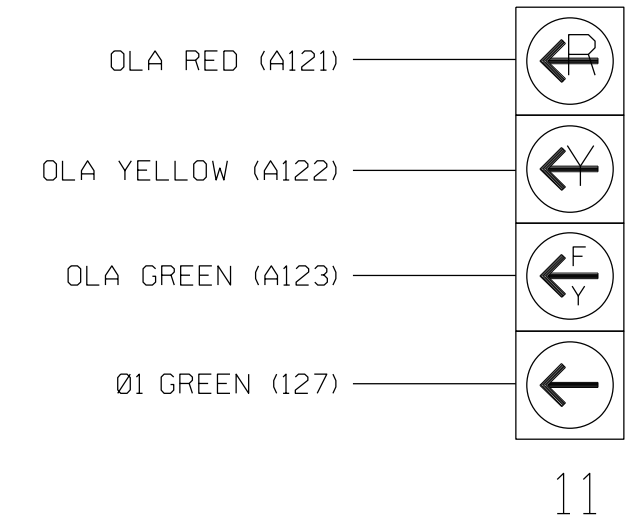 OLA RED (A121)
R
OLA YELLOW (A122)
Y
OLA GREEN (A123)
F
Y
Ø1 GREEN (127)
11